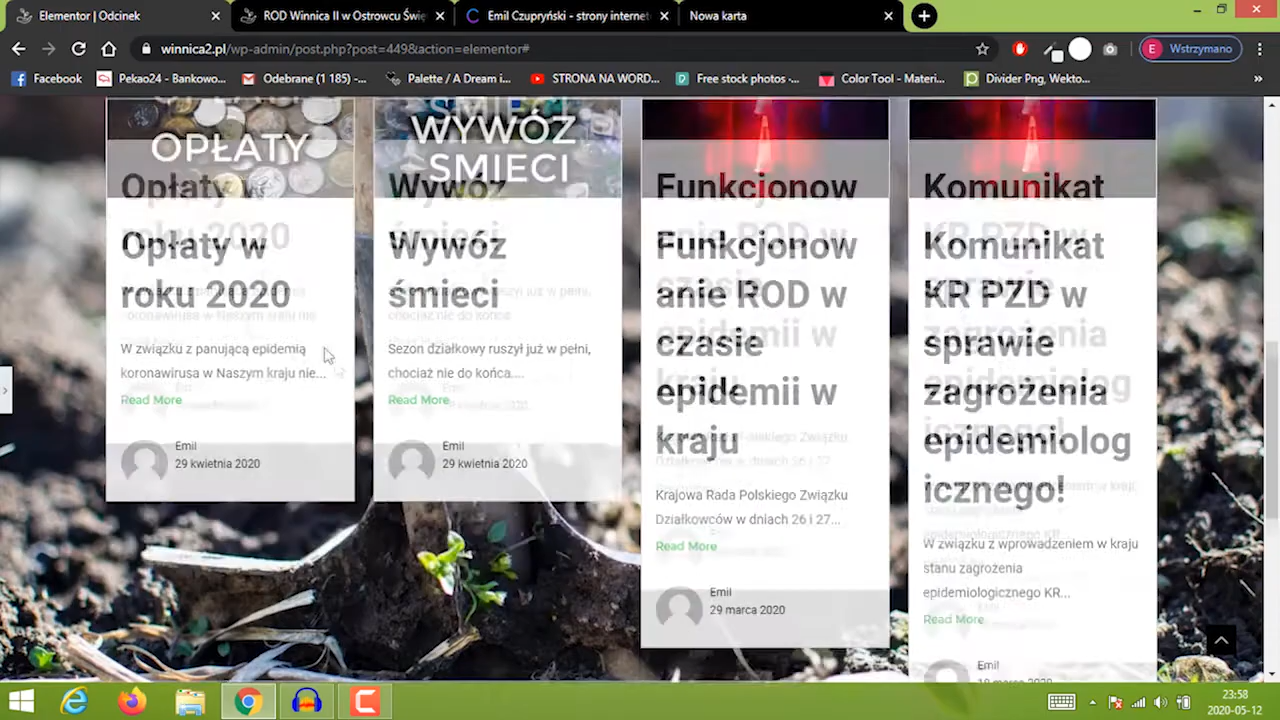 Elementor | Odcinek
ROD Winnica II w Ostrowcu Świę
Emil Czupryński - strony internet
Nowa karta
winnica2.pl/wp-admin/post.php?post=449&action=elementor#
E Wstrzymano
Facebook
Pekao24 - Bankowo...
Odebrane (1 185) -...
Palette / A Dream i...
STRONA NA WORD...
Free stock photos -...
Color Tool - Materi...
Divider Png, Wekto...
OPŁATY
Opłaty w
roku 2020
W związku z panującą epidemią
koronawirusa w Naszym kraju nie...
Read More
Emil
29 kwietnia 2020
WYWÓZ
SMIECI
Wywóz
śmieci
Sezon działkowy ruszył już w pełni,
chociaż nie do końca....
Read More
Emil
29 kwietnia 2020
Funkcjonow
anie ROD w
czasie
epidemii w
kraju
Krajowa Rada Polskiego Związku
Działkowców w dniach 26 i 27...
Read More
Emil
29 marca 2020
Komunikat
KR PZD w
sprawie
zagrożenia
epidemiolog
icznego!
W związku z wprowadzeniem w kraju
stanu zagrożenia
epidemiologicznego KR...
Read More
Emil
23:58
2020-05-12